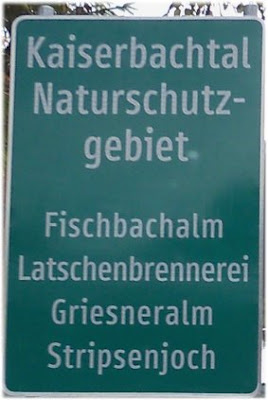 Kaiserbachtal
Naturschutz-
gebiet
Fischbachalm
Latschenbrennerei
Griesneralm
Stripsenjoch